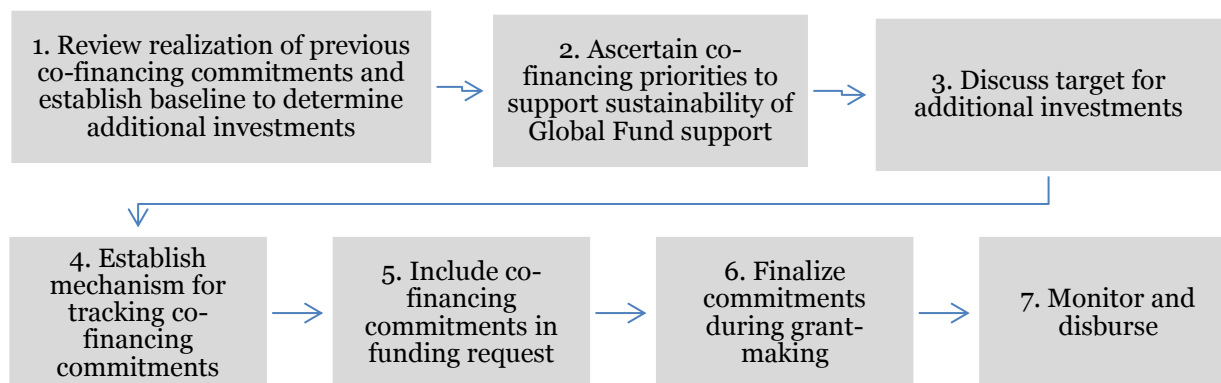 1. Review realization of previous
co-financing commitments and
establish baseline to determine
additional investments
2. Ascertain co-
financing priorities to
support sustainability of
Global Fund support
3. Discuss target for
additional investments
4. Establish
mechanism for
tracking co-
financing
commitments
5. Include co-
financing
commitments in
funding request
6. Finalize
commitments
during grant-
making
7. Monitor and
disburse